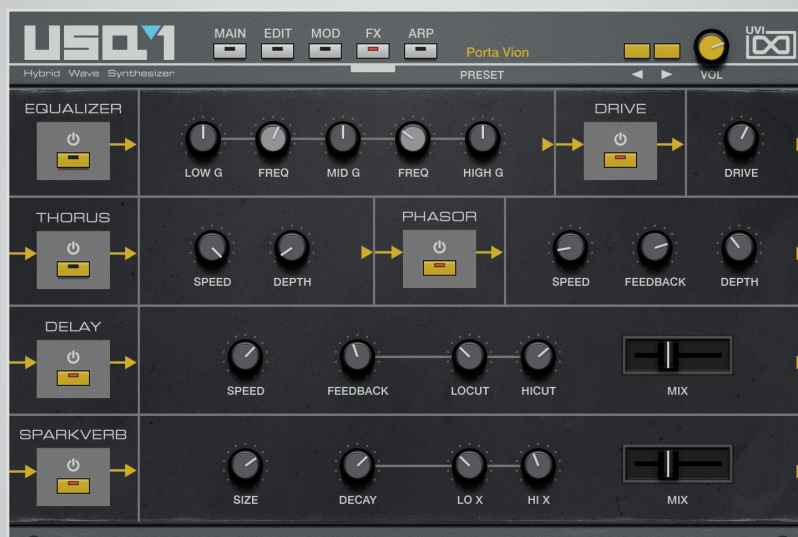 USQ-1
Hybrid Wave Synthesizer
MAIN EDIT MOD FX ARP
Porta Vion
PRESET
VOL
UVI
EQUALIZER
LOW G FREQ MID G FREQ HIGH G
DRIVE
DRIVE
THORUS
SPEED DEPTH
PHASOR
SPEED FEEDBACK DEPTH
DELAY
SPEED FEEDBACK LOCUT HICUT
MIX
SPARKVERB
SIZE DECAY LO X HI X
MIX